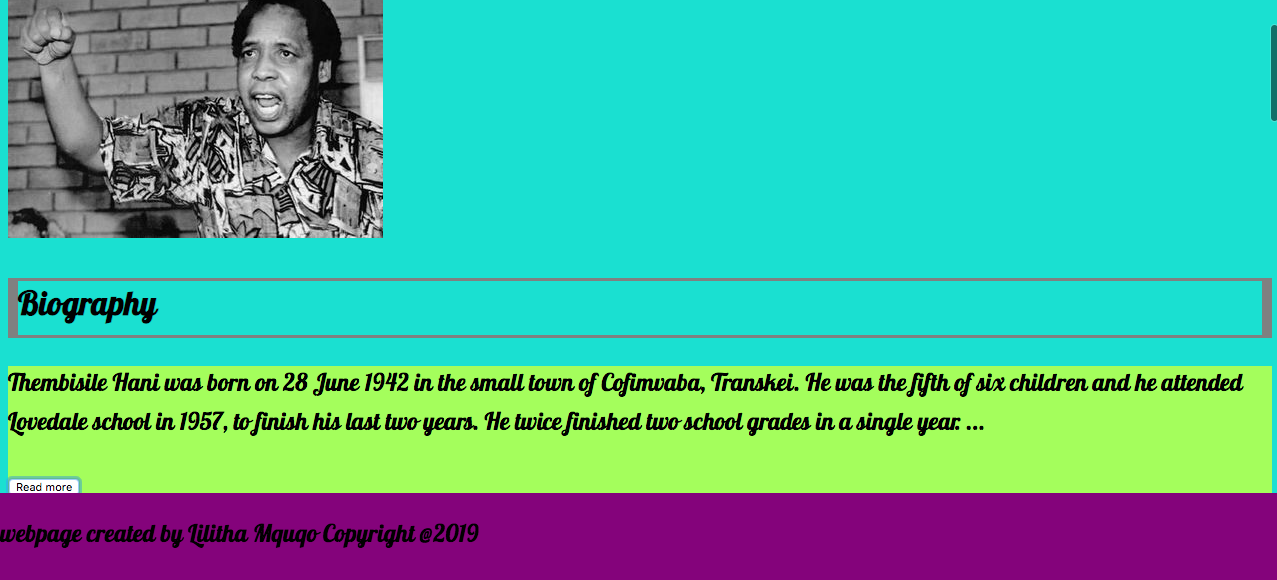 Biography
Thembisile Hani was born on 28 June 1942 in the small town of Cofimvaba, Transkei. He was the fifth of six children and he attended
Lovedale school in 1957, to finish his last two years. He twice finished two school grades in a single year. ...
Read more
webpage created by Lilitha Mquqo Copyright @2019